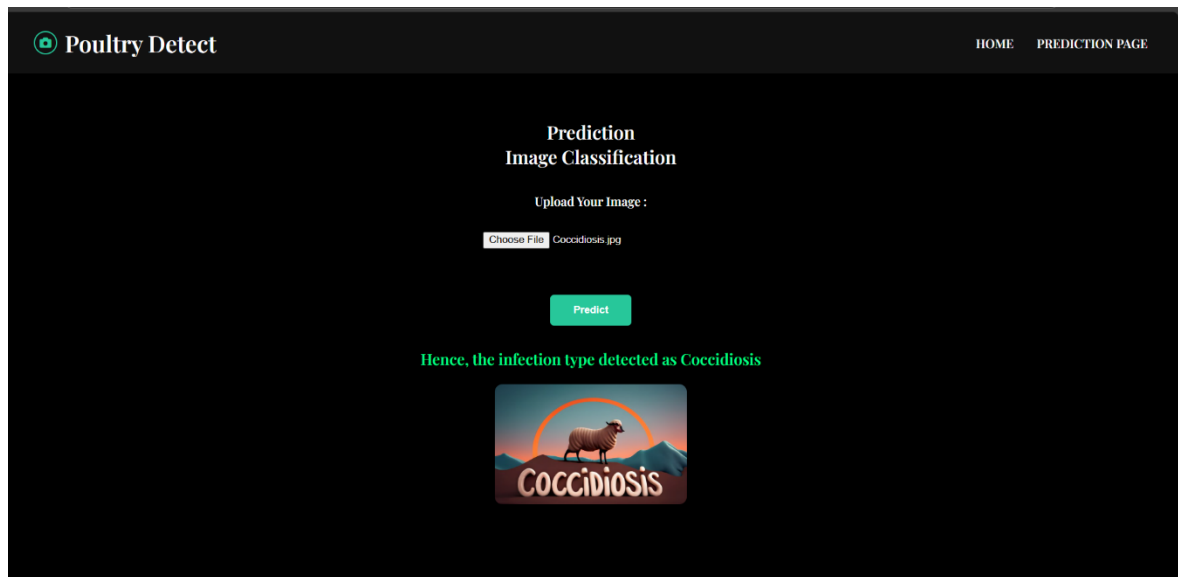 Poultry Detect
HOME PREDICTION PAGE
Prediction
Image Classification
Upload Your Image :
Choose File Coccidiosis.jpg
Predict
Hence, the infection type detected as Coccidiosis
COCCiDiOSiS